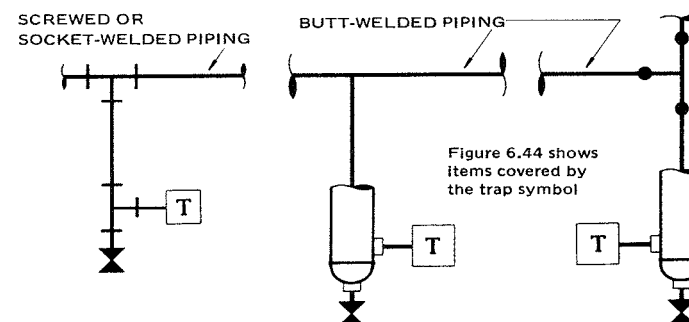 SCREWED OR
SOCKET-WELDED PIPING
BUTT-WELDED PIPING
Figure 6.44 shows
items covered by
the trap symbol
T
T
T